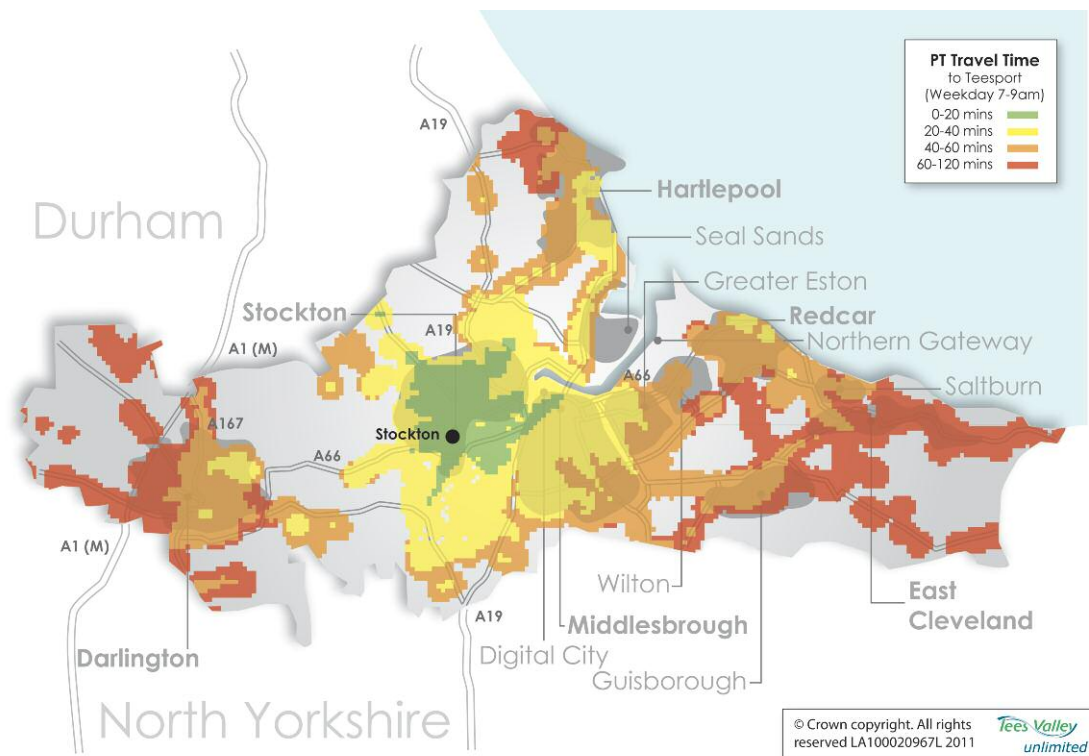 PT Travel Time
to Teesport
(Weekday 7-9am)
0-20 mins
20-40 mins
40-60 mins
60-120 mins
A19
A19
Hartlepool
Durham
Seal Sands
Greater Eston
Stockton
Redcar
A19
Northern Gateway
A1 (M)
A66
Saltburn
A167
Stockton
A66
A1 (M)
Wilton
East
Cleveland
A19
Middlesbrough
Digital City
Darlington
Guisborough
North Yorkshire
© Crown copyright. All rights
reserved LA100020967L 2011
Tees Valley
unlimited